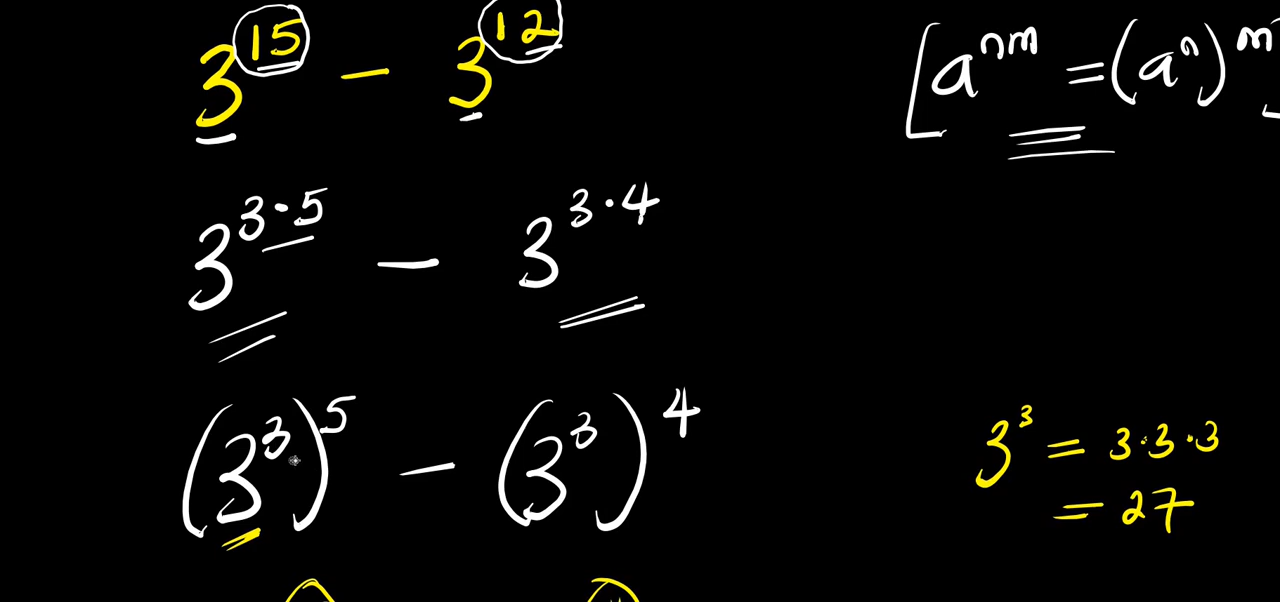 3^15 − 3^12
[a^nm = (a^n)^m]
3^3·5 − 3^3·4
(3^3)^5 − (3^3)^4
3^3 = 3·3·3
= 27